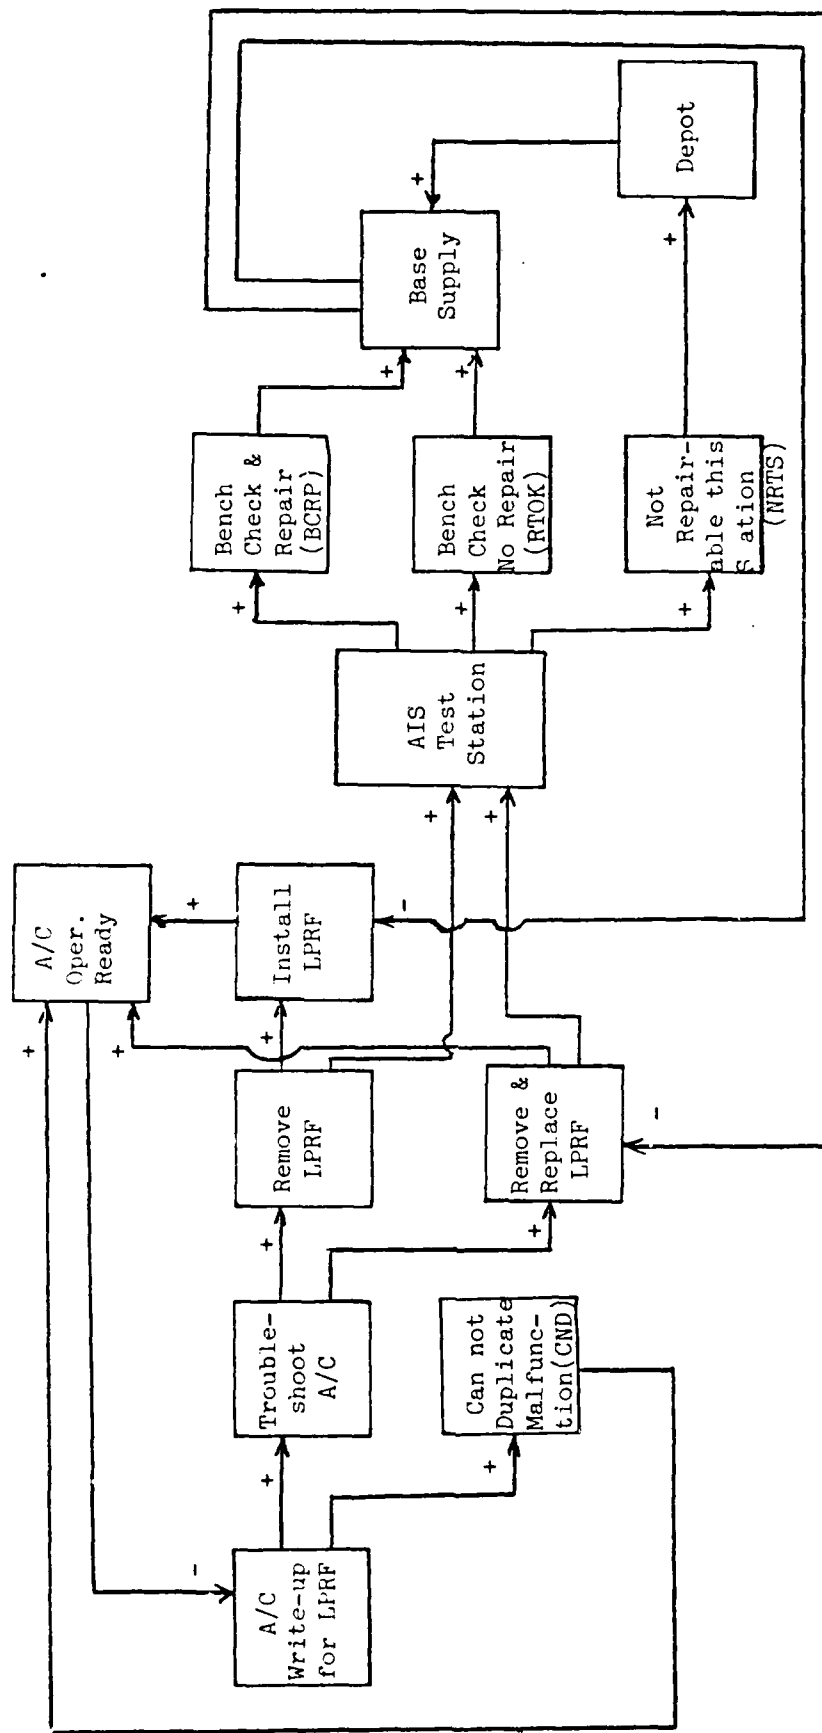 A/C
Oper.
Ready
A/C
Write-up
for LPRF
Trouble-
shoot
A/C
Remove
LPRF
Install
LPRF
Can not
Duplicate
Malfunc-
tion(CND)
Remove &
Replace
LPRF
AIS
Test
Station
Bench
Check &
Repair
(BCRP)
Bench
Check
No Repair
(RTOK)
Not
Repair-
able this
S ation
(NRTS)
Base
Supply
Depot
-
+
+
+
+
+
+
+
+
+
-
-
+
+
+
+
+
+
+
+
+